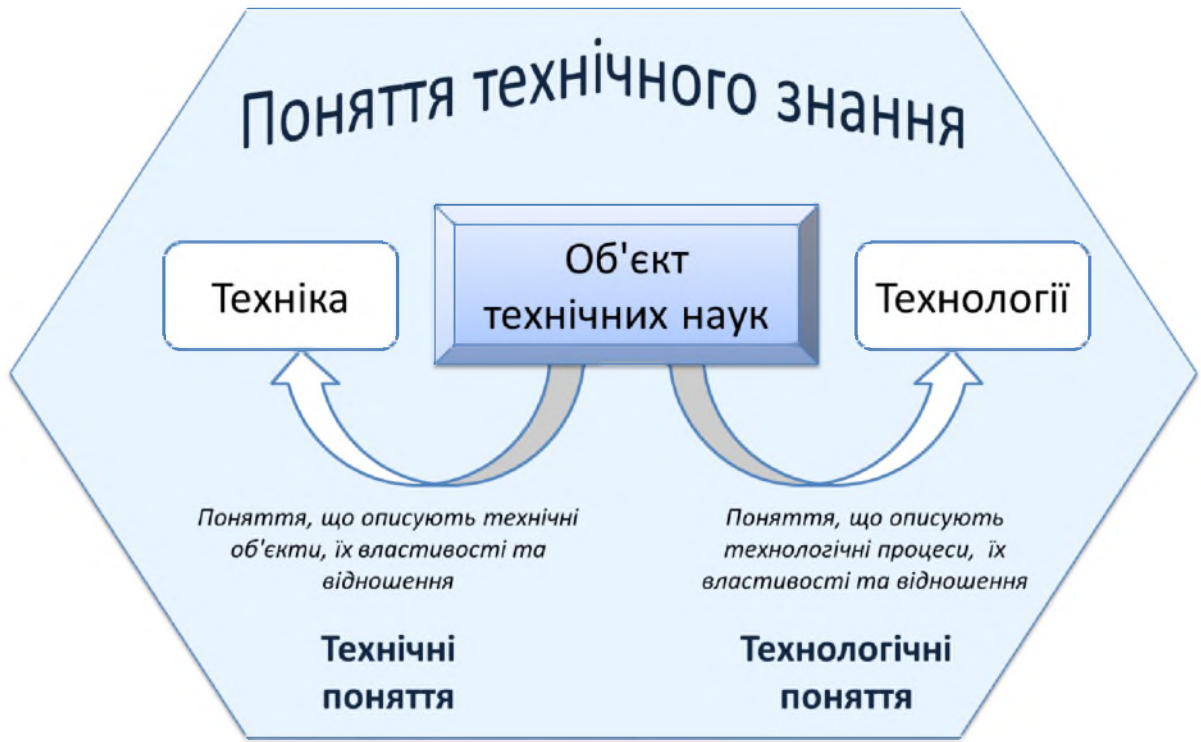 Поняття технічного знання
Техніка
Об'єкт
технічних наук
Технології
Поняття, що описують технічні
об'єкти, їх властивості та
відношення
Поняття, що описують
технологічні процеси, їх
властивості та відношення
Технічні
поняття
Технологічні
поняття